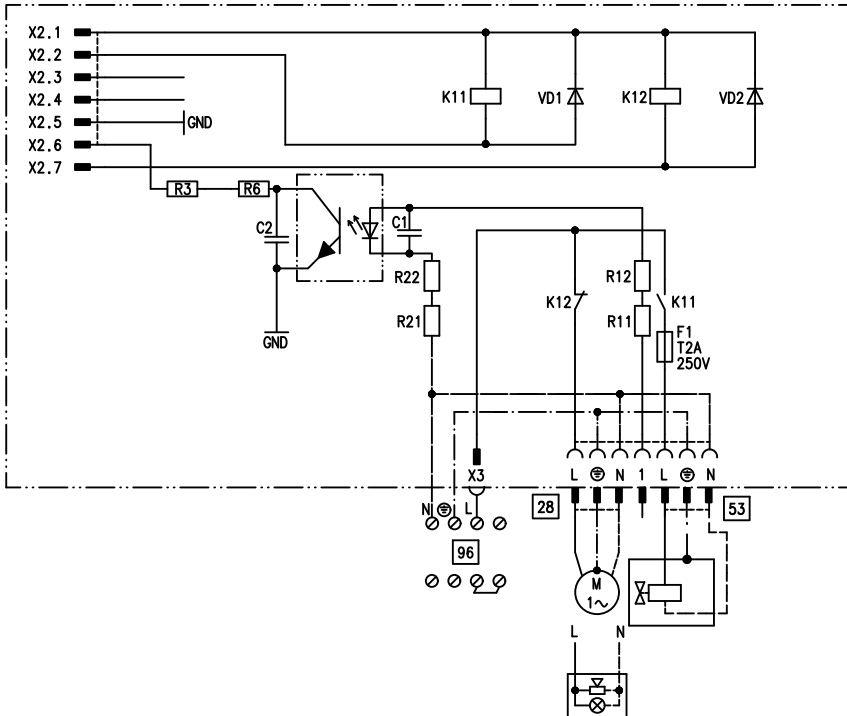 X2.1
X2.2
X2.3
X2.4
X2.5
GND
X2.6
X2.7
K11
VD1
K12
VD2
R3
R6
C2
C1
GND
R22
R21
K12
R12
R11
K11
F1
T2A
250V
X3
L
N
1
L
N
N
L
28
53
96
M
1~
L
N